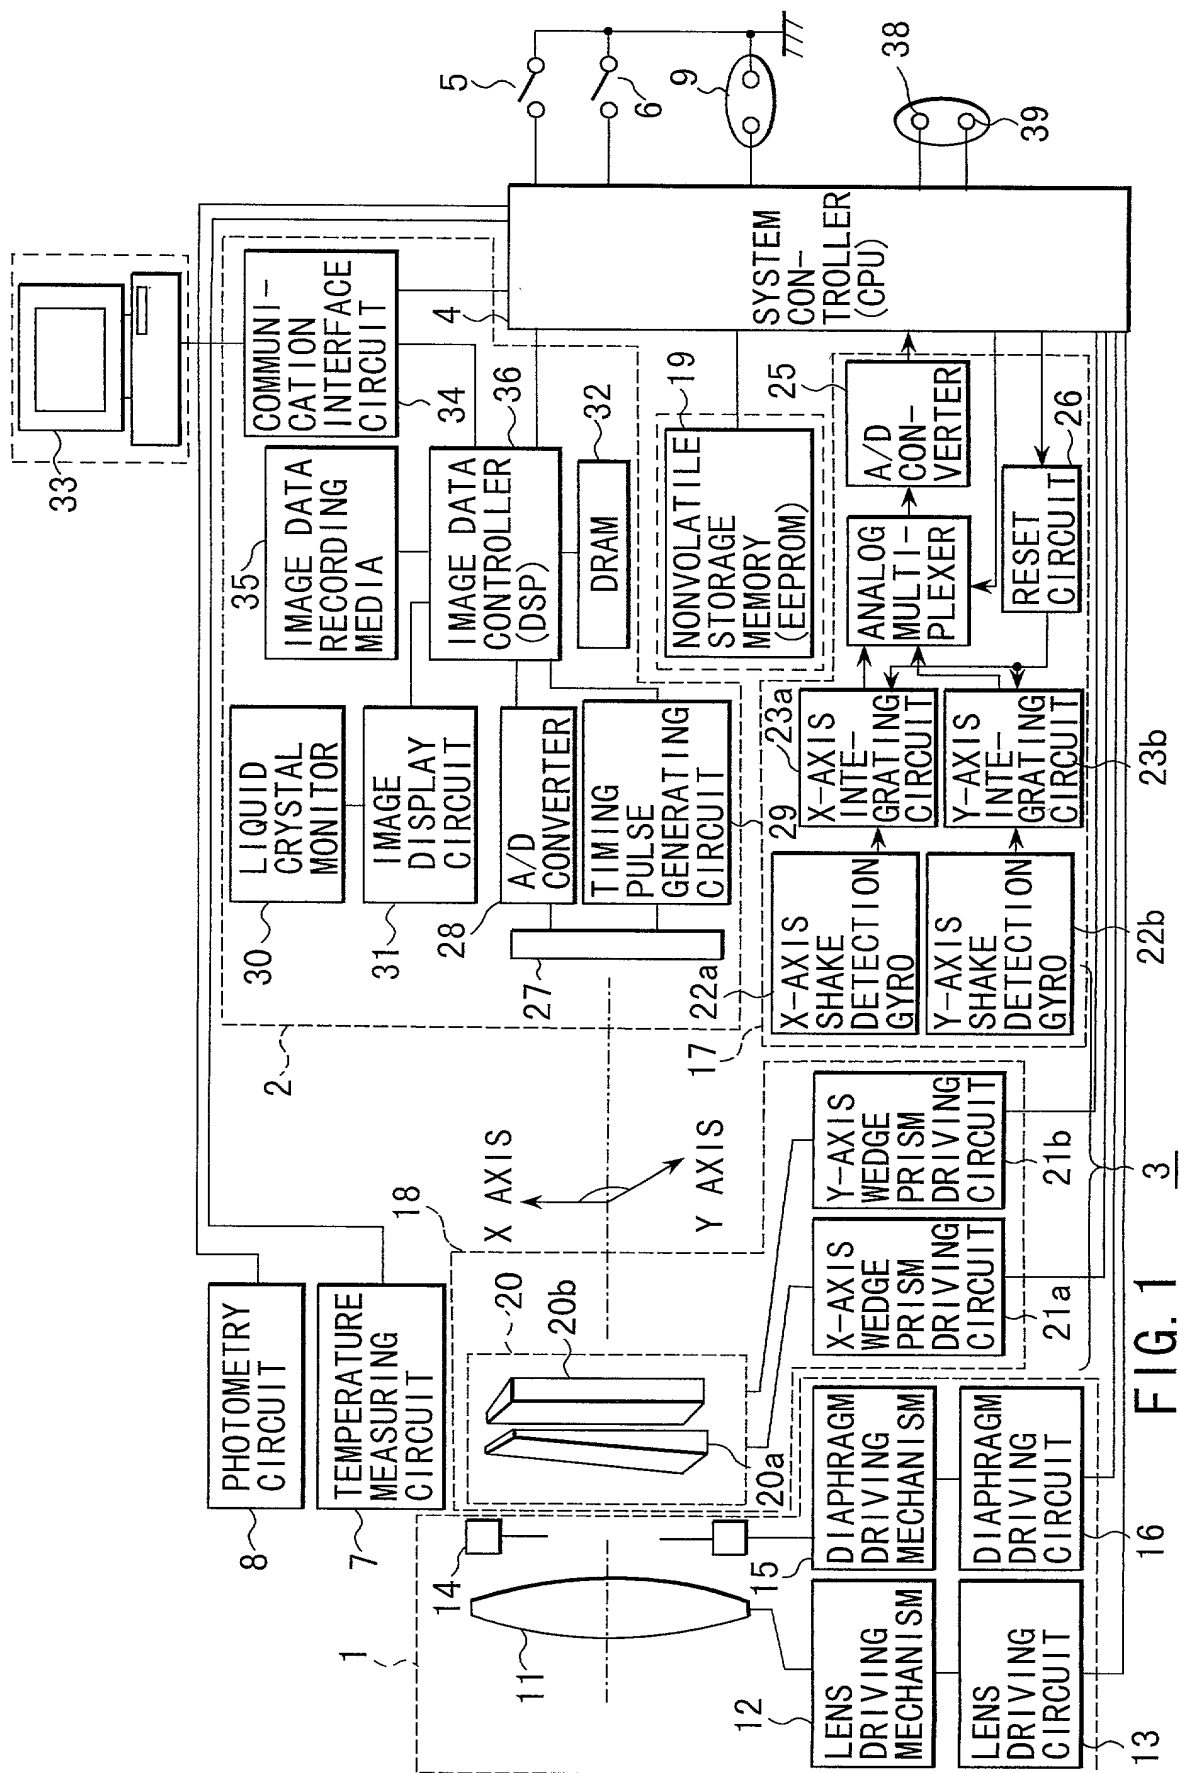 33
COMMUNI-
CATION
INTERFACE
CIRCUIT
34
35
IMAGE DATA
RECORDING
MEDIA
IMAGE DATA
CONTROLLER
(DSP)
36
DRAM
32
LIQUID
CRYSTAL
MONITOR
30
IMAGE
DISPLAY
CIRCUIT
31
A/D
CONVERTER
28
TIMING
PULSE
GENERATING
CIRCUIT
29
27
2
4
SYSTEM
CON-
TROLLER
(CPU)
5
6
9
38
39
NONVOLATILE
STORAGE
MEMORY
(EEPROM)
19
25
A/D
CON-
VERTER
ANALOG
MULTI-
PLEXER
RESET
CIRCUIT
26
23a
X-AXIS
INTE-
GRATING
CIRCUIT
Y-AXIS
INTE-
GRATING
CIRCUIT
23b
22a
X-AXIS
SHAKE
DETECTION
GYRO
Y-AXIS
SHAKE
DETECTION
GYRO
22b
17
X AXIS
Y AXIS
18
20
20b
20a
Y-AXIS
WEDGE
PRISM
DRIVING
CIRCUIT
21b
X-AXIS
WEDGE
PRISM
DRIVING
CIRCUIT
21a
3
PHOTOMETRY
CIRCUIT
8
TEMPERATURE
MEASURING
CIRCUIT
7
1
14
11
15
DIAPHRAGM
DRIVING
MECHANISM
DIAPHRAGM
DRIVING
CIRCUIT
16
12
LENS
DRIVING
MECHANISM
LENS
DRIVING
CIRCUIT
13
FIG. 1